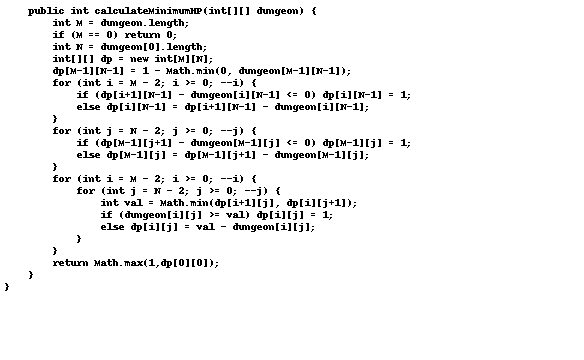 public int calculateMinimumHP(int[][] dungeon) {
        int M = dungeon.length;
        if (M == 0) return 0;
        int N = dungeon[0].length;
        int[][] dp = new int[M][N];
        dp[M-1][N-1] = 1 - Math.min(0, dungeon[M-1][N-1]);
        for (int i = M - 2; i >= 0; --i) {
            if (dp[i+1][N-1] - dungeon[i][N-1] <= 0) dp[i][N-1] = 1;
            else dp[i][N-1] = dp[i+1][N-1] - dungeon[i][N-1];
        }
        for (int j = N - 2; j >= 0; --j) {
            if (dp[M-1][j+1] - dungeon[M-1][j] <= 0) dp[M-1][j] = 1;
            else dp[M-1][j] = dp[M-1][j+1] - dungeon[M-1][j];
        }
        for (int i = M - 2; i >= 0; --i) {
            for (int j = N - 2; j >= 0; --j) {
                int val = Math.min(dp[i+1][j], dp[i][j+1]);
                if (dungeon[i][j] >= val) dp[i][j] = 1;
                else dp[i][j] = val - dungeon[i][j];
            }
        }
        return Math.max(1,dp[0][0]);
    }
}